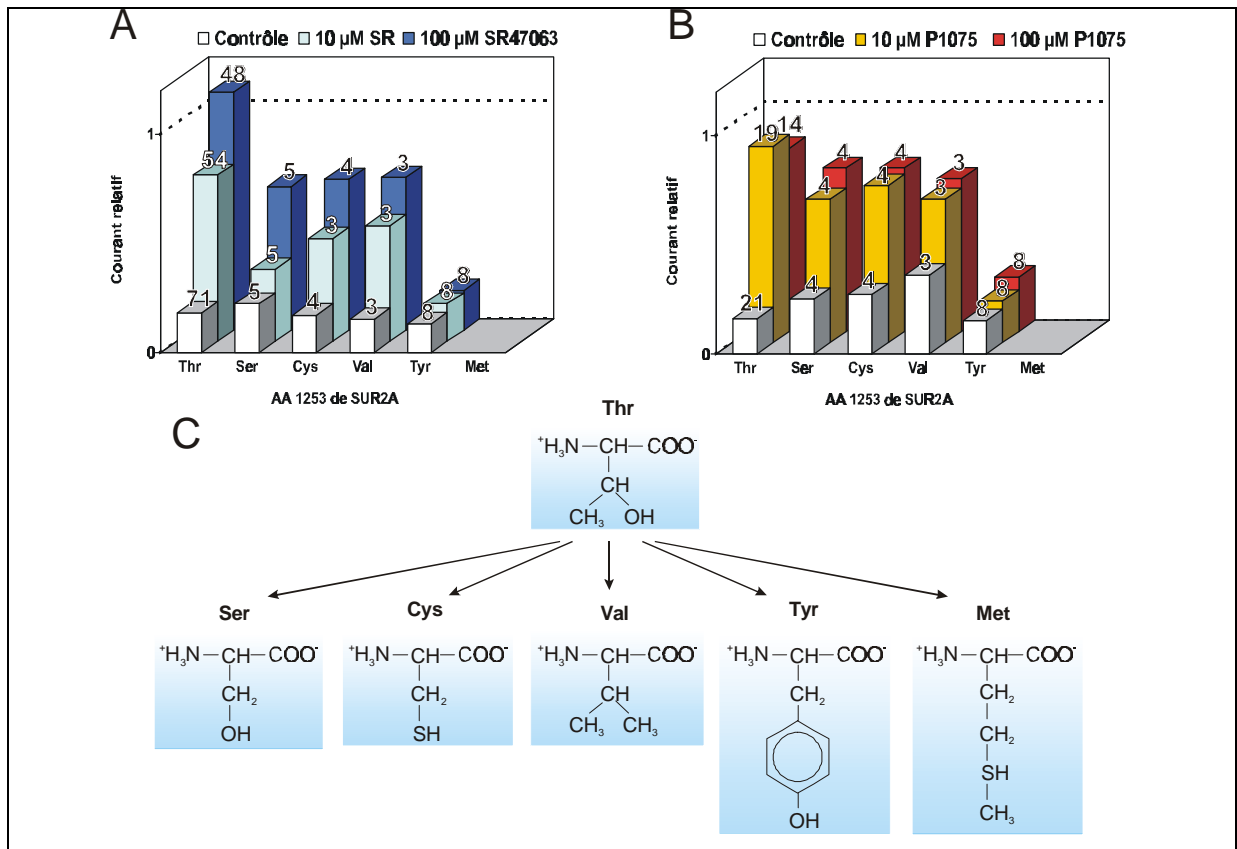 A
Contrôle 10 µM SR 100 µM SR47063
48
54
5
4
3
5
3
3
8
71
5
4
3
8
8
1
0
Courant relatif
Thr Ser Cys Val Tyr Met
AA 1253 de SUR2A
B
Contrôle 10 µM P1075 100 µM P1075
19 14
4
4
3
4
4
3
8
21
4
4
3
8
8
1
0
Courant relatif
Thr Ser Cys Val Tyr Met
AA 1253 de SUR2A
C
Thr
⁺H₃N—CH—COO⁻
CH
CH₃ OH
Ser
⁺H₃N—CH—COO⁻
CH₂
OH
Cys
⁺H₃N—CH—COO⁻
CH₂
SH
Val
⁺H₃N—CH—COO⁻
CH
CH₃ CH₃
Tyr
⁺H₃N—CH—COO⁻
CH₂
OH
Met
⁺H₃N—CH—COO⁻
CH₂
CH₂
SH
CH₃